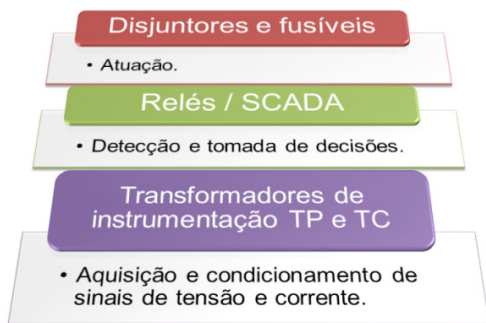 Disjuntores e fusíveis
• Atuação.
Relés / SCADA
• Detecção e tomada de decisões.
Transformadores de
instrumentação TP e TC
• Aquisição e condicionamento de
sinais de tensão e corrente.